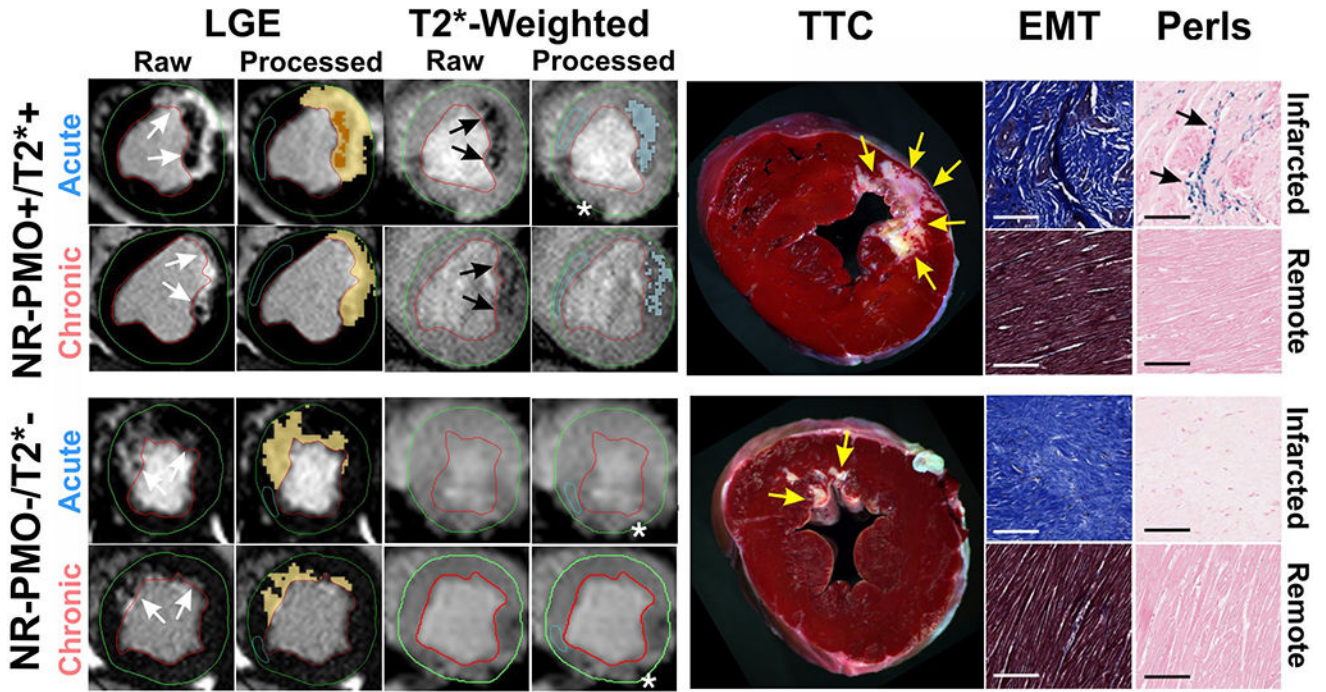 LGE T2*-Weighted TTC EMT Perls
Raw Processed Raw Processed
NR-PMO+/T2*+
Acute
*
Infarcted
Chronic
Remote
NR-PMO-/T2*-
Acute
*
Infarcted
Chronic
*
Remote